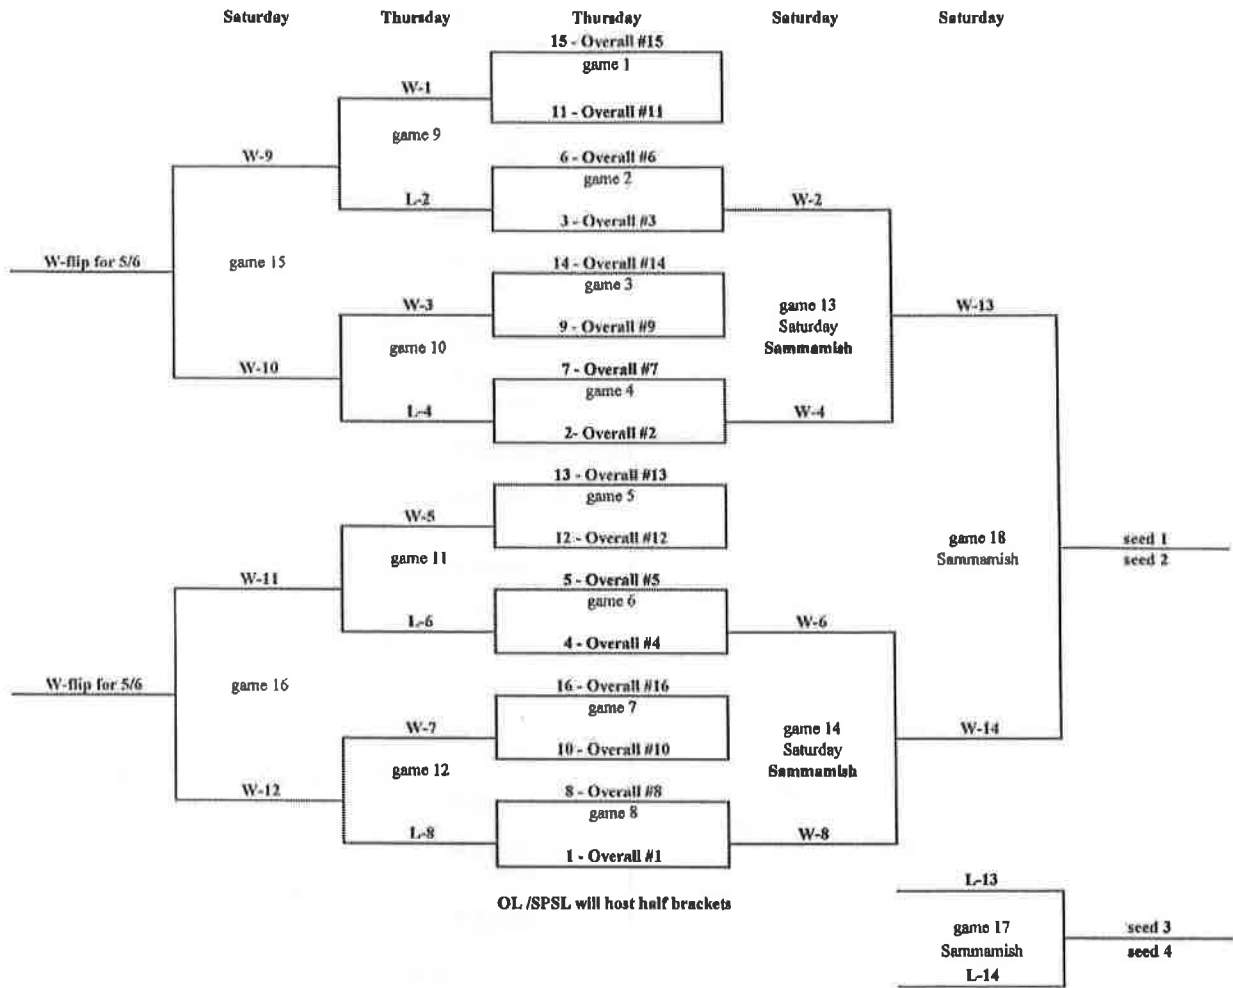 Saturday Thursday Thursday Saturday Saturday
15 - Overall #15
game 1
W-1
11 - Overall #11
game 9
W-9
6 - Overall #6
game 2
L-2
W-2
3 - Overall #3
W-flip for 5/6
game 15
14 - Overall #14
game 3
W-3
game 13
W-13
9 - Overall #9
Saturday
game 10
Sammamish
W-10
7 - Overall #7
game 4
L-4
W-4
2- Overall #2
13 - Overall #13
game 5
W-5
12 - Overall #12
game 18
seed 1
game 11
Sammamish
seed 2
W-11
5 - Overall #5
game 6
L-6
W-6
4 - Overall #4
W-flip for 5/6
game 16
16 - Overall #16
game 7
W-7
game 14
W-14
10 - Overall #10
Saturday
game 12
Sammamish
W-12
8 - Overall #8
game 8
L-8
W-8
1 - Overall #1
L-13
OL /SPSL will host half brackets
game 17
seed 3
Sammamish
seed 4
L-14